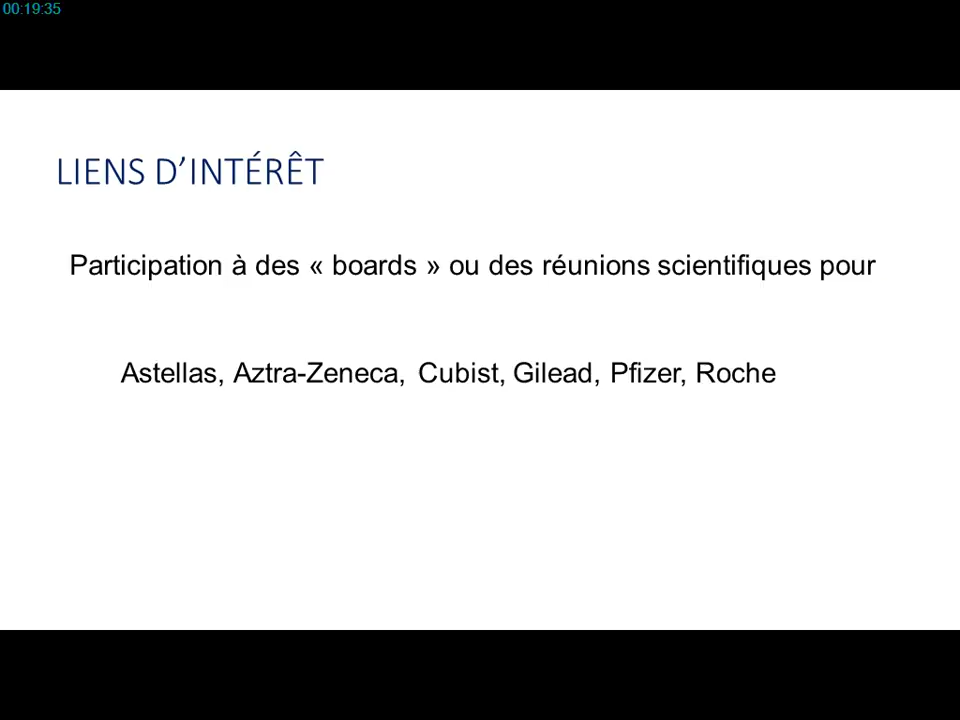 00:19:35
LIENS D’INTÉRÊT
Participation à des « boards » ou des réunions scientifiques pour
Astellas, Aztra-Zeneca, Cubist, Gilead, Pfizer, Roche